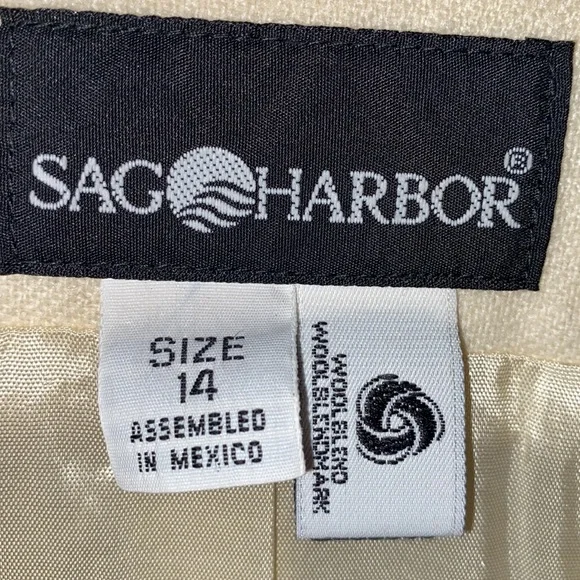 SAG HARBOR®
SIZE
14
ASSEMBLED
IN MEXICO
WOOLBLEND
WOOLBLENDMARK